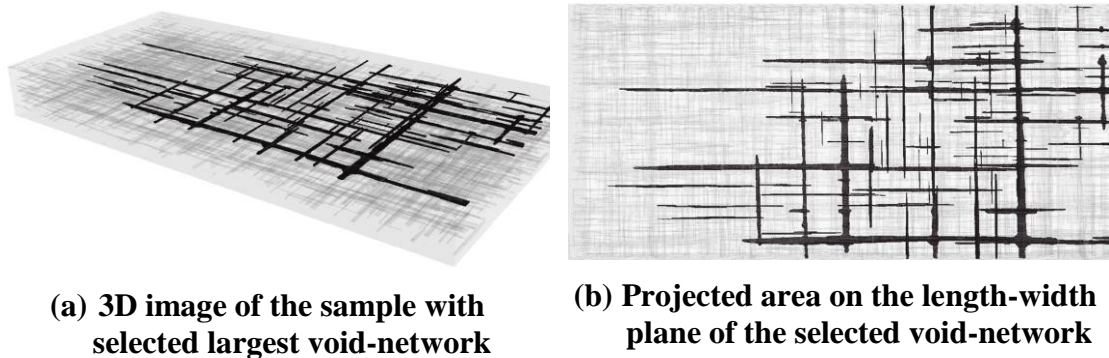 (a) 3D image of the sample with
selected largest void-network
(b) Projected area on the length-width
plane of the selected void-network